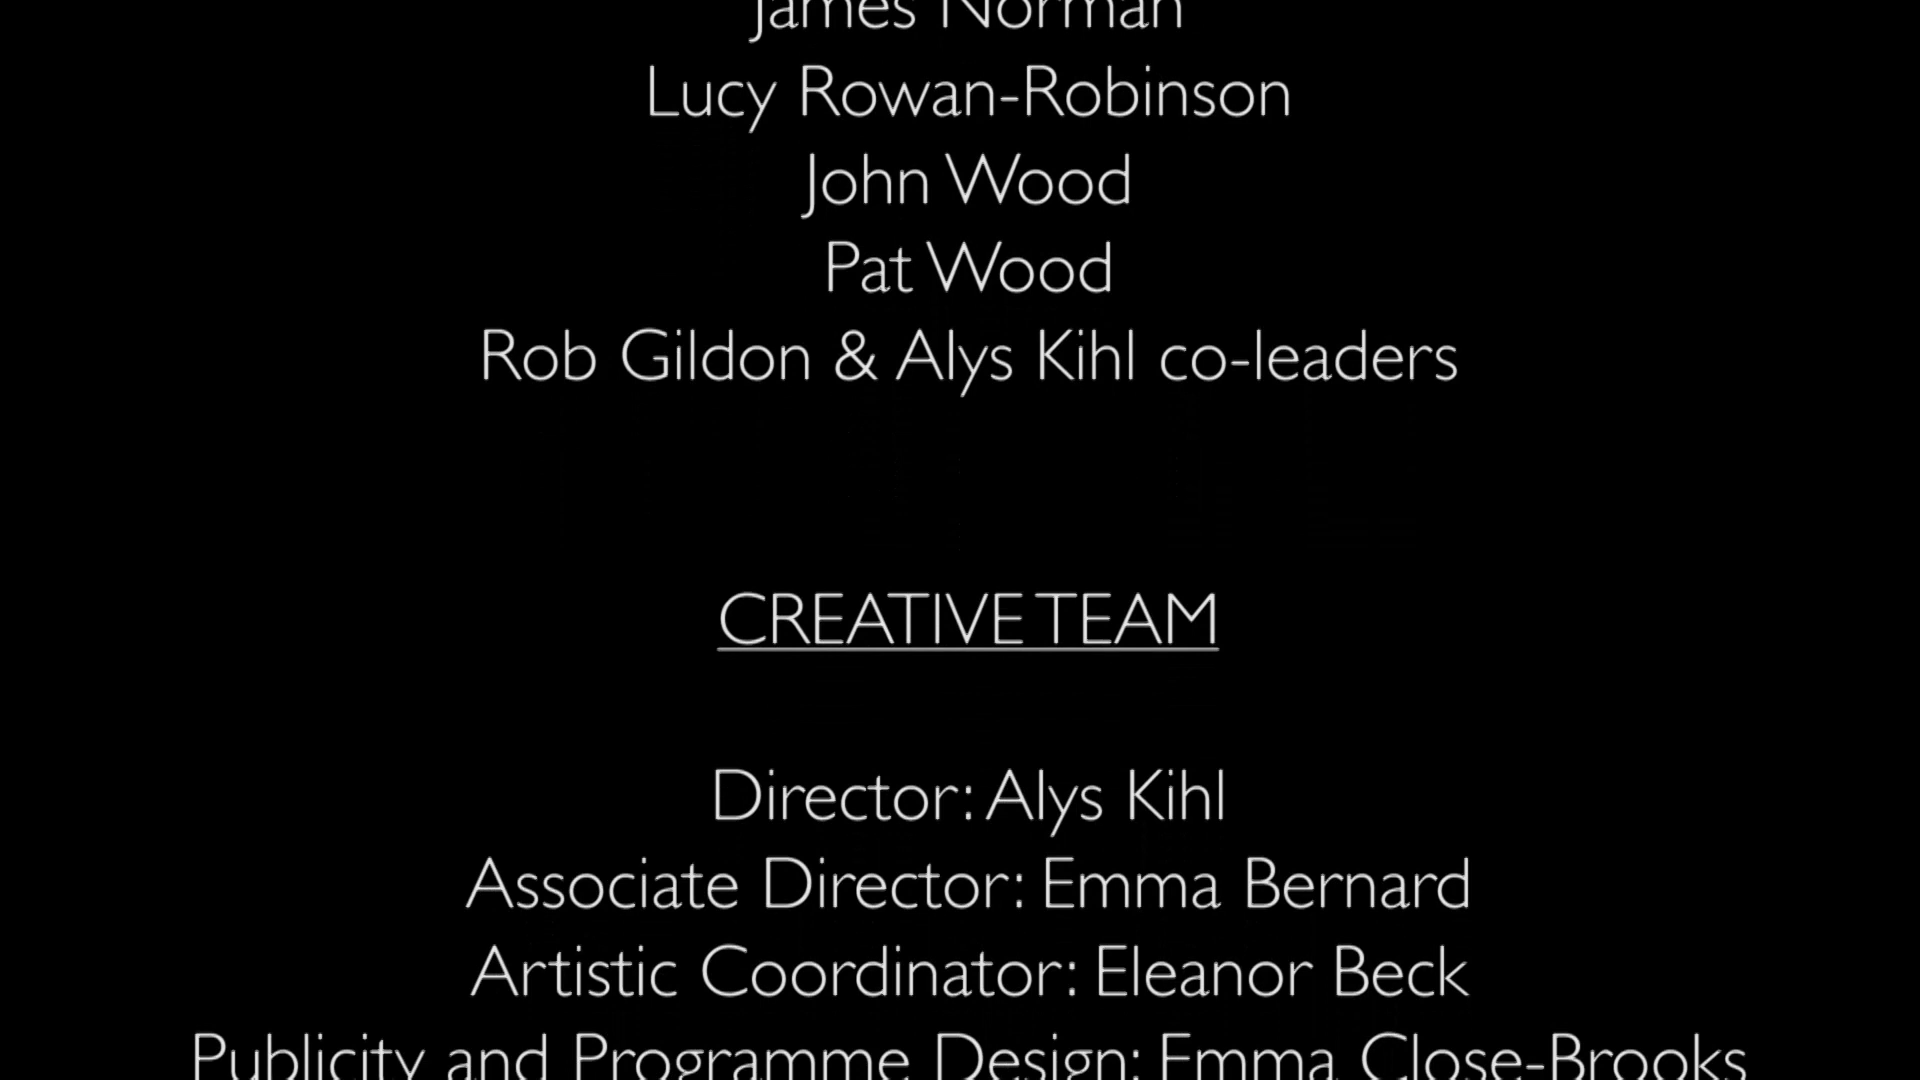 James Norman
Lucy Rowan-Robinson
John Wood
Pat Wood
Rob Gildon & Alys Kihl co-leaders
CREATIVE TEAM
Director: Alys Kihl
Associate Director: Emma Bernard
Artistic Coordinator: Eleanor Beck
Publicity and Programme Design: Emma Close-Brooks